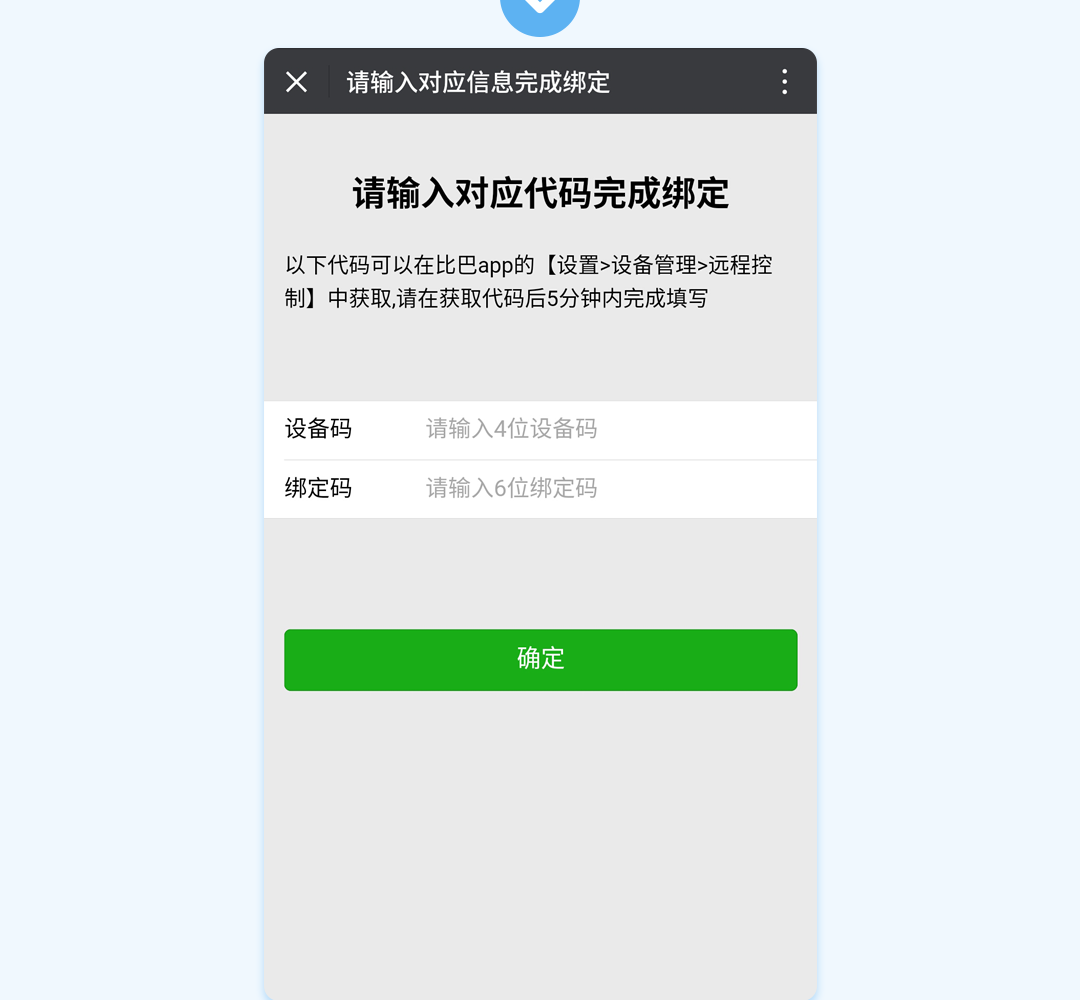 请输入对应信息完成绑定
请输入对应代码完成绑定
以下代码可以在比巴app的【设置>设备管理>远程控
制】中获取,请在获取代码后5分钟内完成填写
设备码 请输入4位设备码
绑定码 请输入6位绑定码
确定